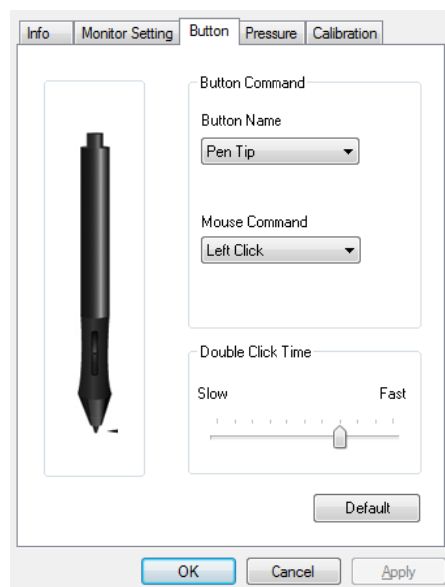 Info Monitor Setting Button Pressure Calibration
Button Command
Button Name
Pen Tip
Mouse Command
Left Click
Double Click Time
Slow Fast
Default
OK Cancel Apply